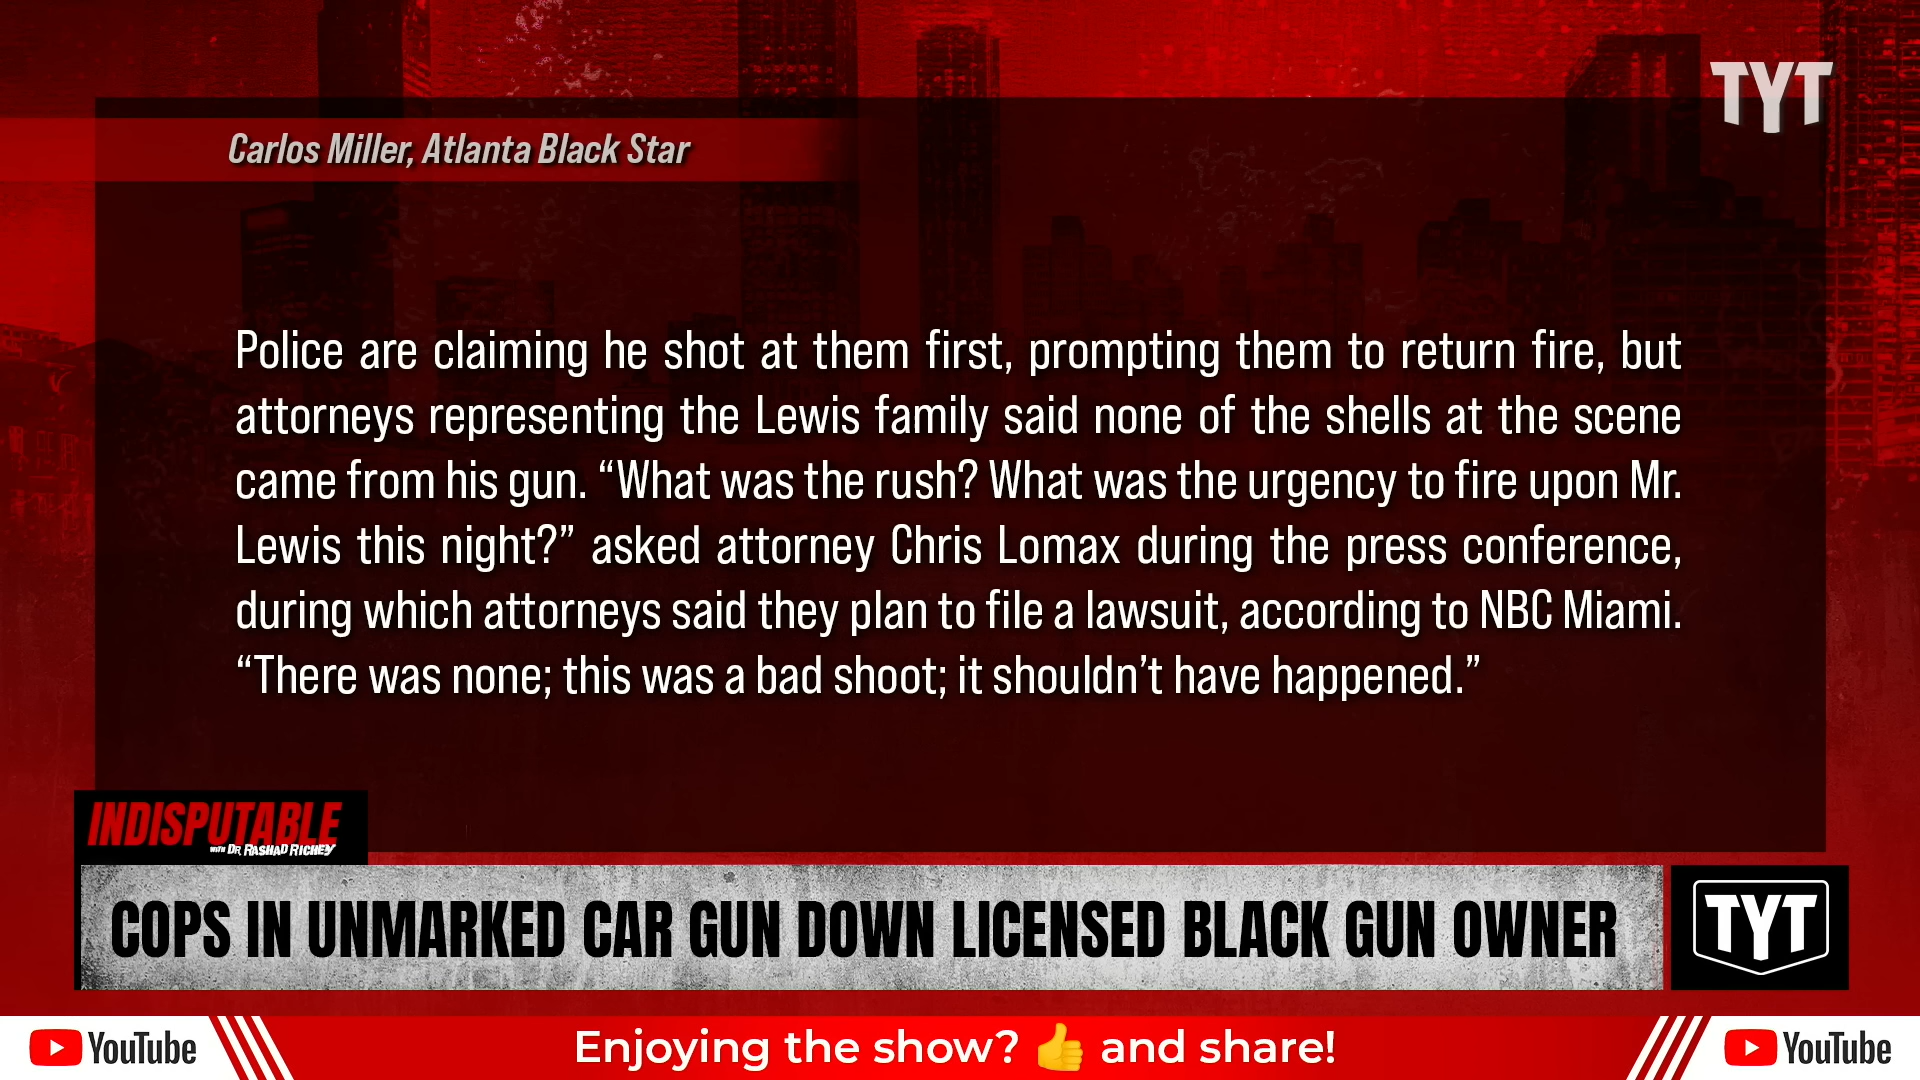 TYT
Carlos Miller, Atlanta Black Star
Police are claiming he shot at them first, prompting them to return fire, but
attorneys representing the Lewis family said none of the shells at the scene
came from his gun. “What was the rush? What was the urgency to fire upon Mr.
Lewis this night?” asked attorney Chris Lomax during the press conference,
during which attorneys said they plan to file a lawsuit, according to NBC Miami.
“There was none; this was a bad shoot; it shouldn’t have happened.”
INDISPUTABLE
WITH DR RASHAD RICHEY
COPS IN UNMARKED CAR GUN DOWN LICENSED BLACK GUN OWNER
TYT
YouTube
Enjoying the show? 👍 and share!
YouTube